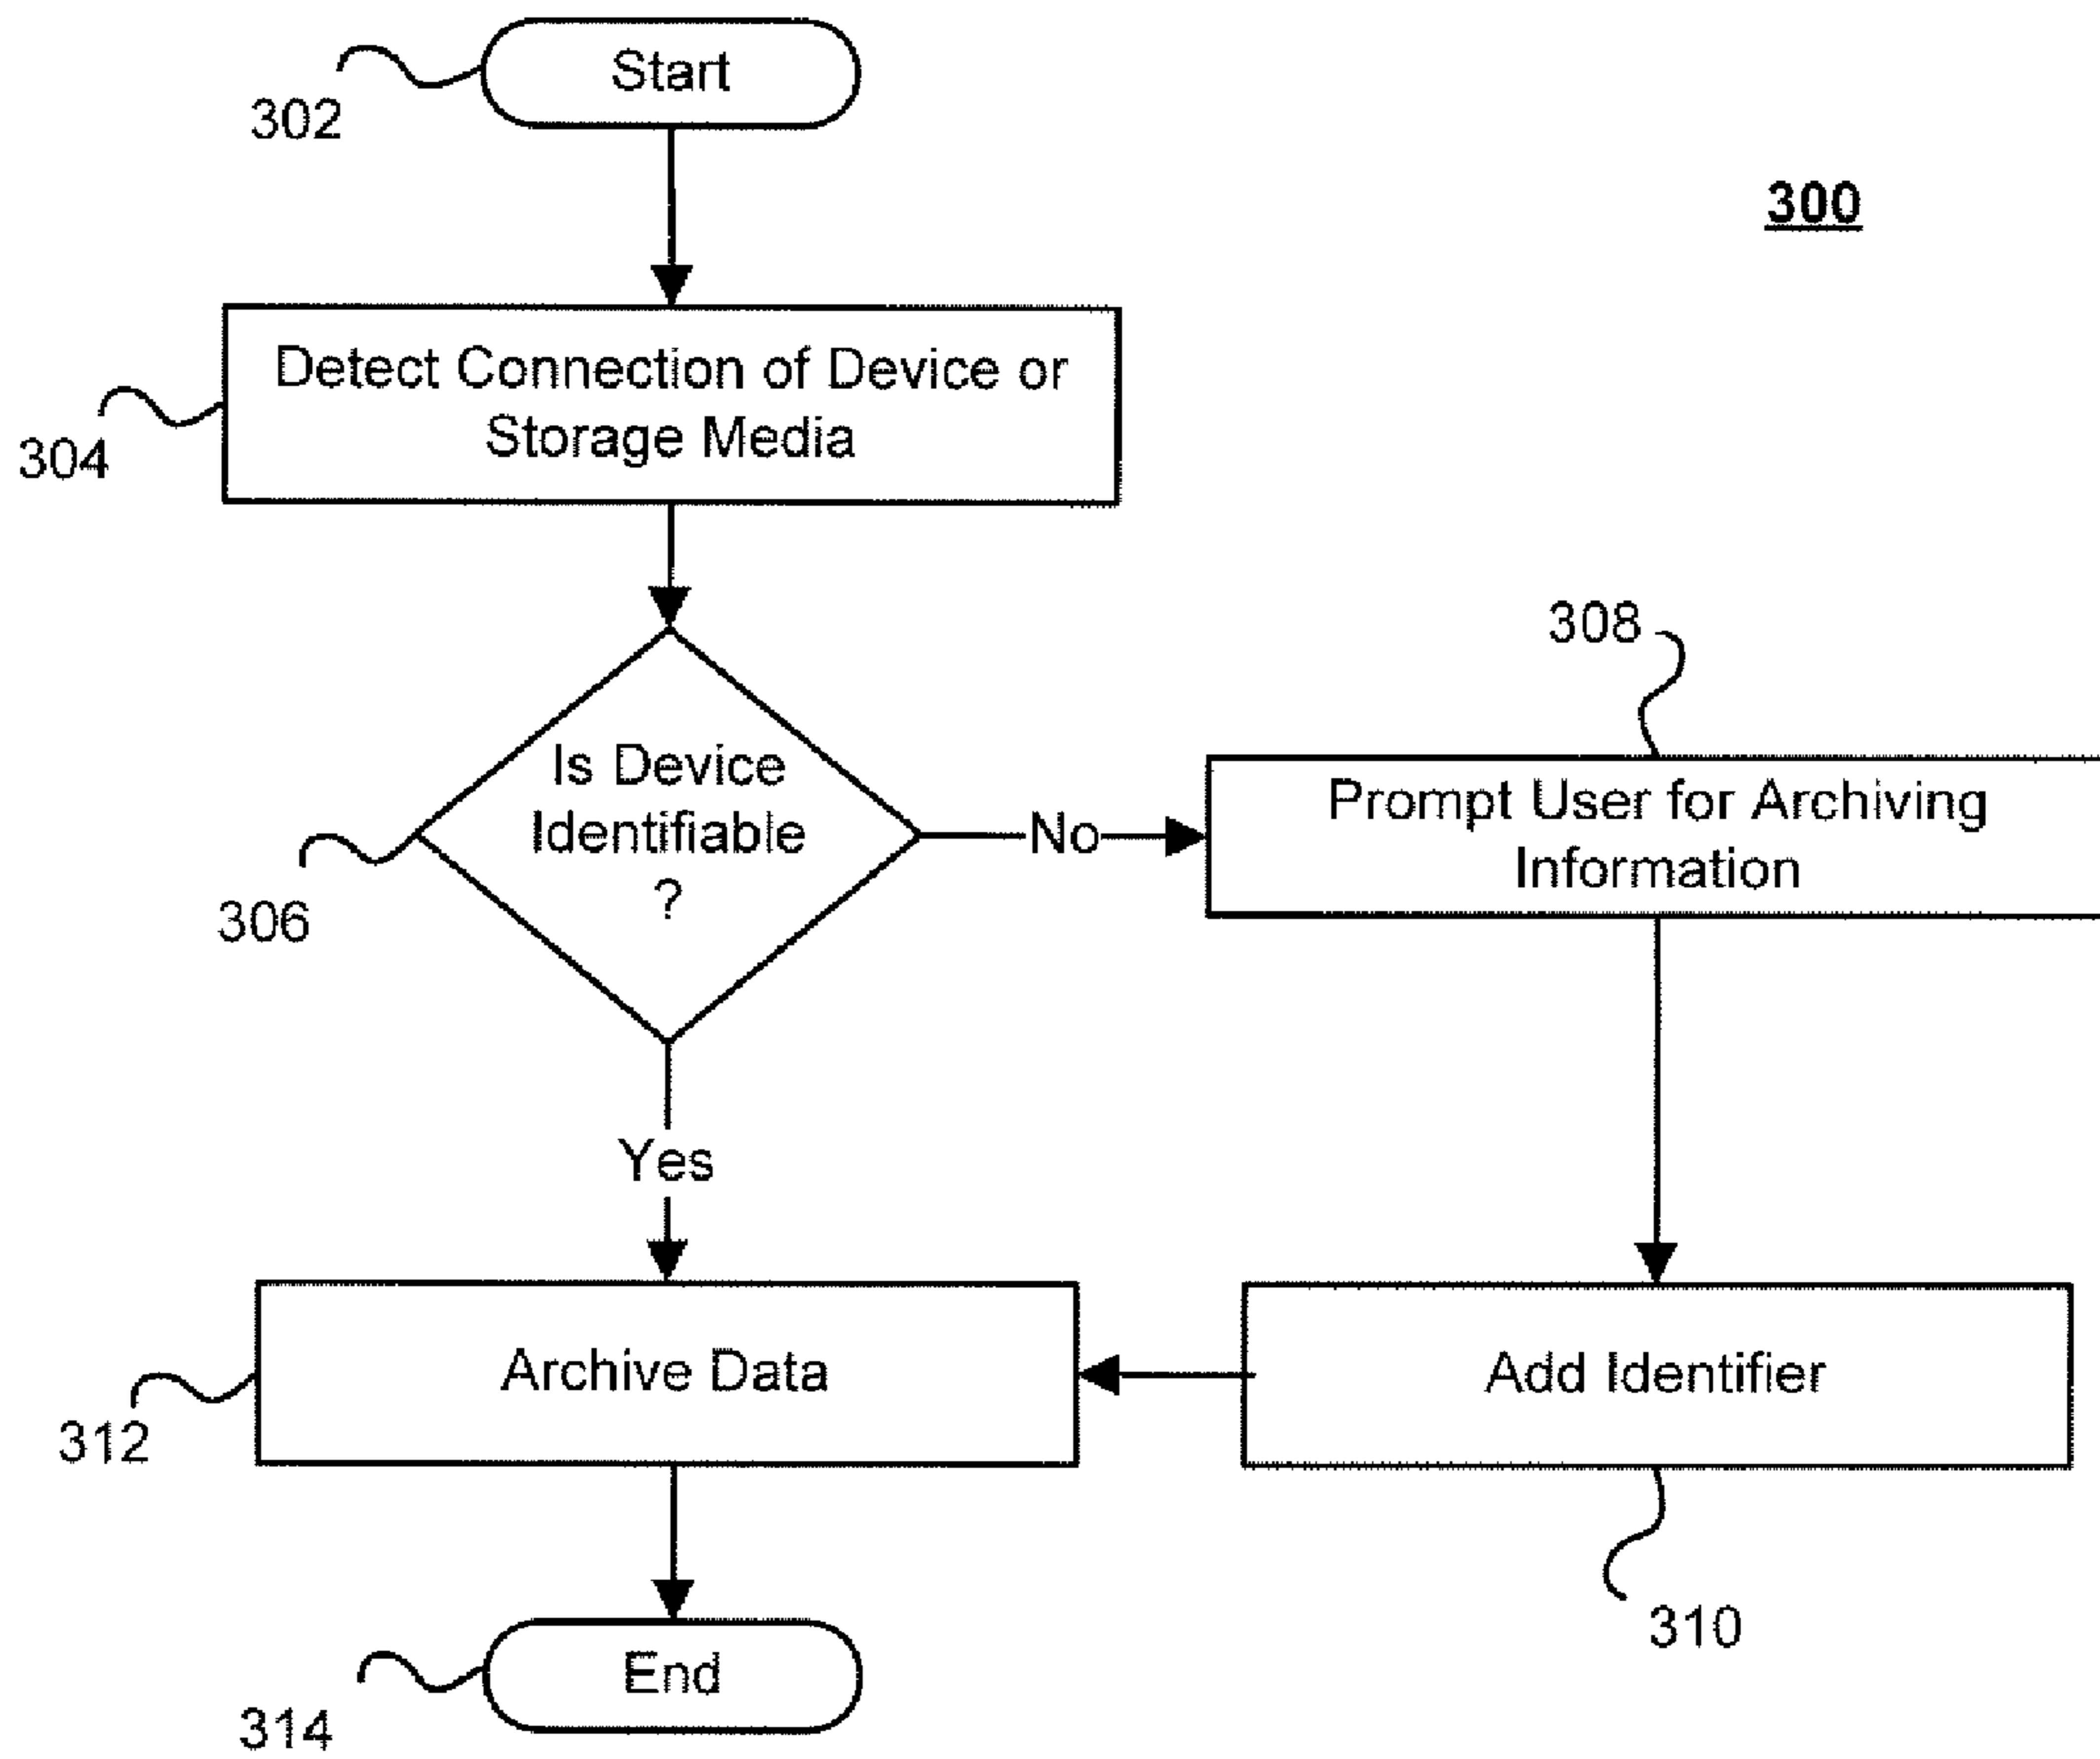 Start
302
300
Detect Connection of Device or
Storage Media
304
308
Is Device
Identifiable
?
306
No
Prompt User for Archiving
Information
Yes
Archive Data
312
Add Identifier
310
End
314